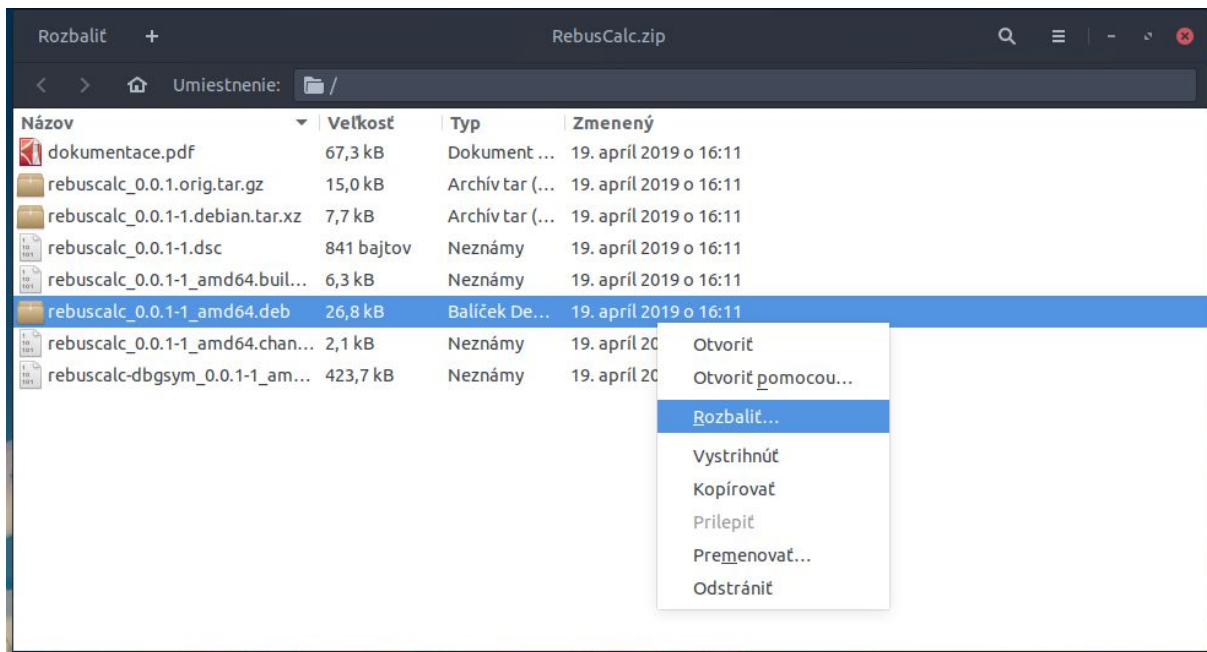 Rozbaliť + RebusCalc.zip
Umiestnenie: /
Názov Veľkosť Typ Zmenený
dokumentace.pdf 67,3 kB Dokument ... 19. apríl 2019 o 16:11
rebuscalc_0.0.1.orig.tar.gz 15,0 kB Archív tar (... 19. apríl 2019 o 16:11
rebuscalc_0.0.1-1.debian.tar.xz 7,7 kB Archív tar (... 19. apríl 2019 o 16:11
rebuscalc_0.0.1-1.dsc 841 bajtov Neznámy 19. apríl 2019 o 16:11
rebuscalc_0.0.1-1_amd64.buil... 6,3 kB Neznámy 19. apríl 2019 o 16:11
rebuscalc_0.0.1-1_amd64.deb 26,8 kB Balíček De... 19. apríl 2019 o 16:11
rebuscalc_0.0.1-1_amd64.chan... 2,1 kB Neznámy 19. apríl 20
rebuscalc-dbgsym_0.0.1-1_am... 423,7 kB Neznámy 19. apríl 20
Otvoriť
Otvoriť pomocou...
Rozbaliť...
Vystrihnúť
Kopírovať
Prilepiť
Premenovať...
Odstrániť